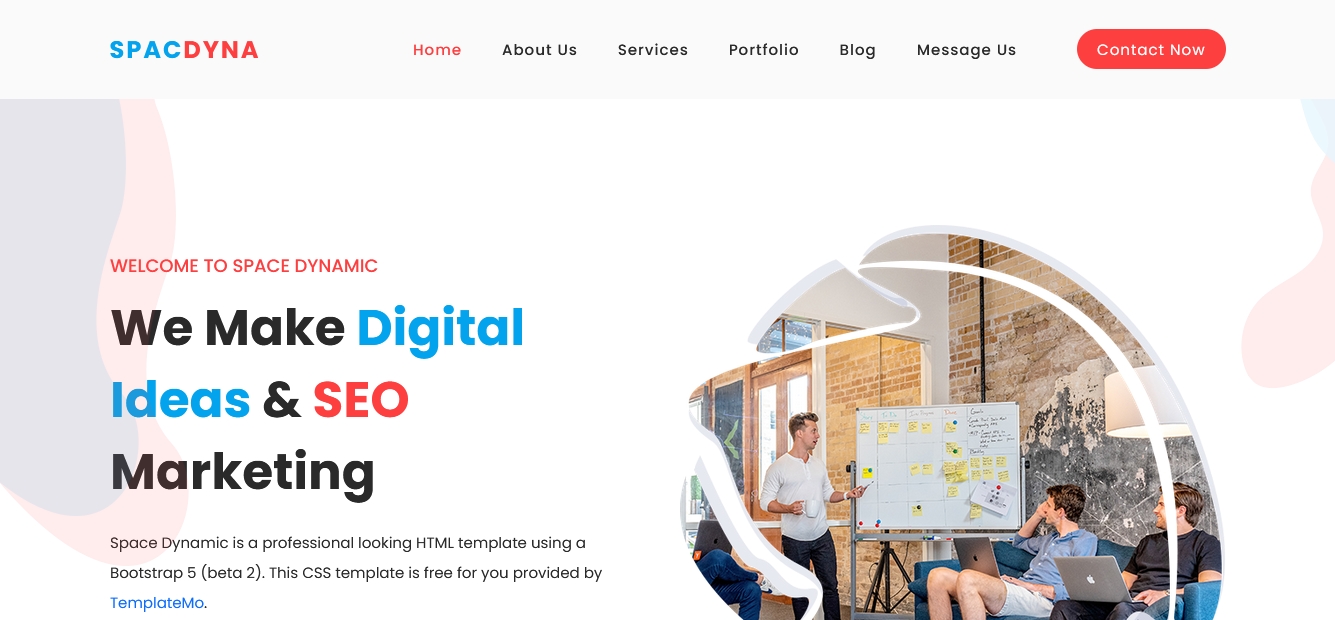 SPACDYNA
Home
About Us
Services
Portfolio
Blog
Message Us
Contact Now
WELCOME TO SPACE DYNAMIC
We Make Digital
Ideas & SEO
Marketing
Space Dynamic is a professional looking HTML template using a
Bootstrap 5 (beta 2). This CSS template is free for you provided by
TemplateMo.